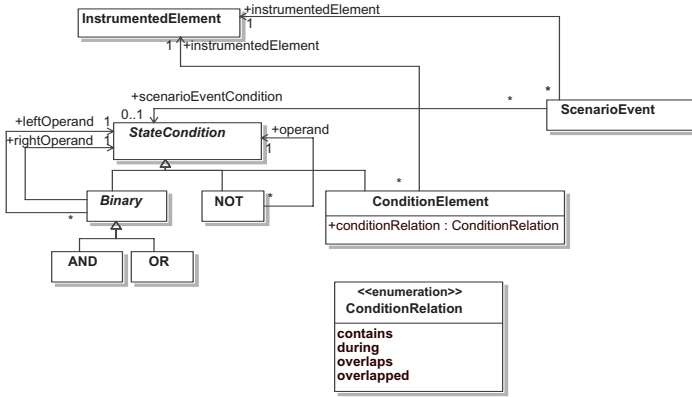 InstrumentedElement
+instrumentedElement
1
1 +instrumentedElement
+scenarioEventCondition
0..1
*
*
ScenarioEvent
+leftOperand 1
+rightOperand 1
StateCondition
+operand
1
*
Binary
*
NOT
*
ConditionElement
+conditionRelation : ConditionRelation
AND
OR
<<enumeration>>
ConditionRelation
contains
during
overlaps
overlapped